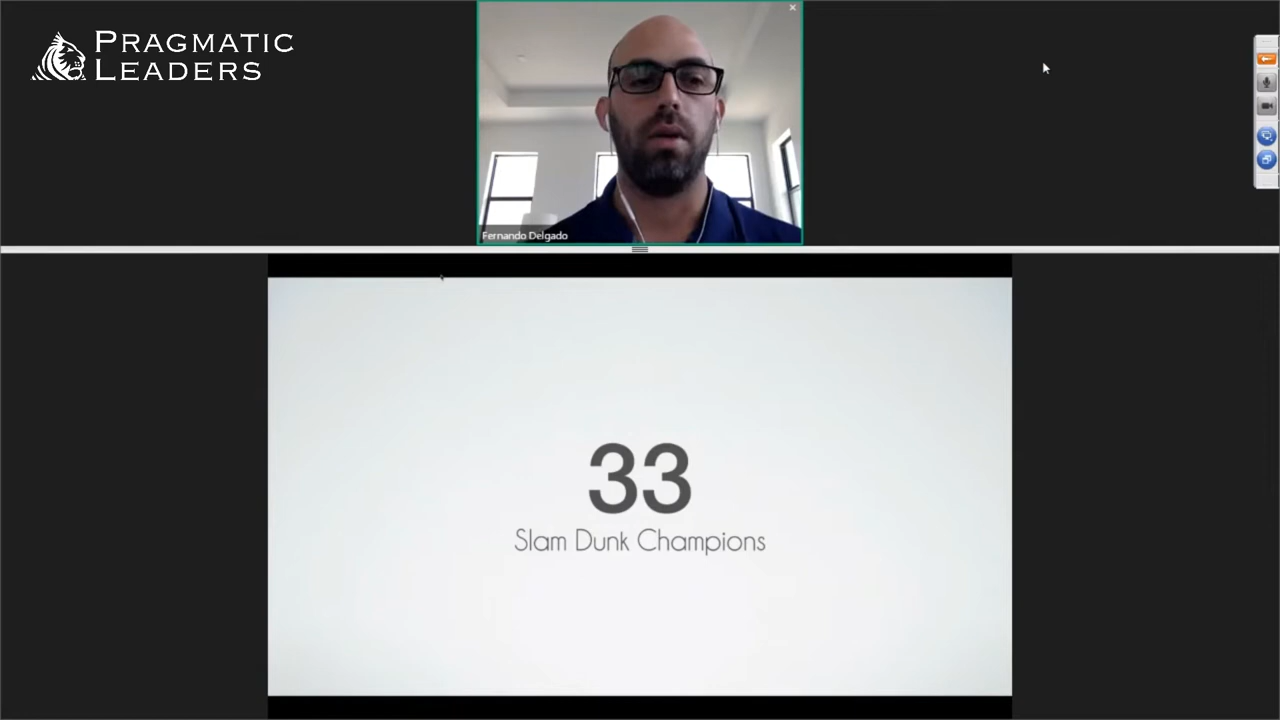 PRAGMATIC
LEADERS
Fernando Delgado
33
Slam Dunk Champions